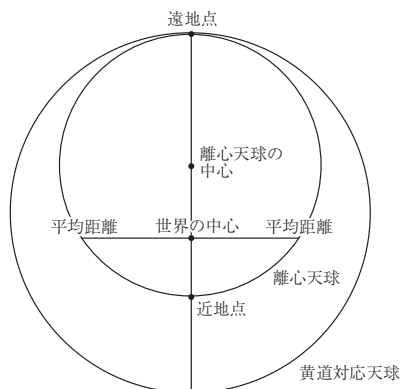 遠地点
離心天球の
中心
平均距離
世界の中心
平均距離
離心天球
近地点
黄道対応天球